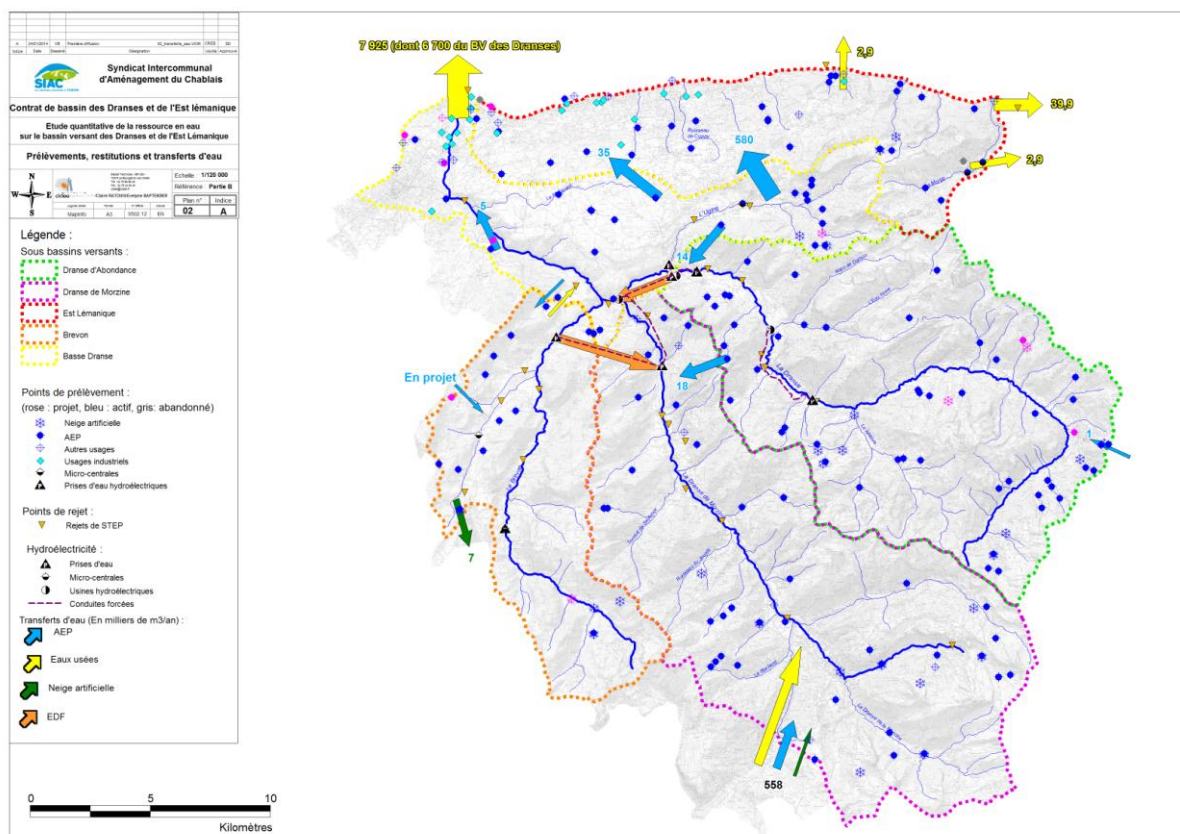 SIAC
Syndicat Intercommunal
d'Aménagement du Chablais
Contrat de bassin des Dranses et de l'Est lémanique
Etude quantitative de la ressource en eau
sur le bassin versant des Dranses et de l'Est Lémanique
Prélèvements, restitutions et transferts d'eau
N
W E
S
Echelle : 1/125 000
Référence : Partie B
Plan n° Indice
02 A
Légende :
Sous bassins versants :
Dranse d'Abondance
Dranse de Morzine
Est Lémanique
Brevon
Basse Dranse
Points de prélèvement :
(rose : projet, bleu : actif, gris: abandonné)
Neige artificielle
AEP
Autres usages
Usages industriels
Micro-centrales
Prises d'eau hydroélectriques
Points de rejet :
Rejets de STEP
Hydroélectricité :
Prises d'eau
Micro-centrales
Usines hydroélectriques
Conduites forcées
Transferts d'eau (En milliers de m3/an) :
AEP
Eaux usées
Neige artificielle
EDF
0 5 10
Kilomètres
7 925 (dont 6 700 du BV des Dranses)
2,9
39,9
2,9
580
35
5
14
L'Ugine
18
En projet
1
7
La Dranse de Morzine
558